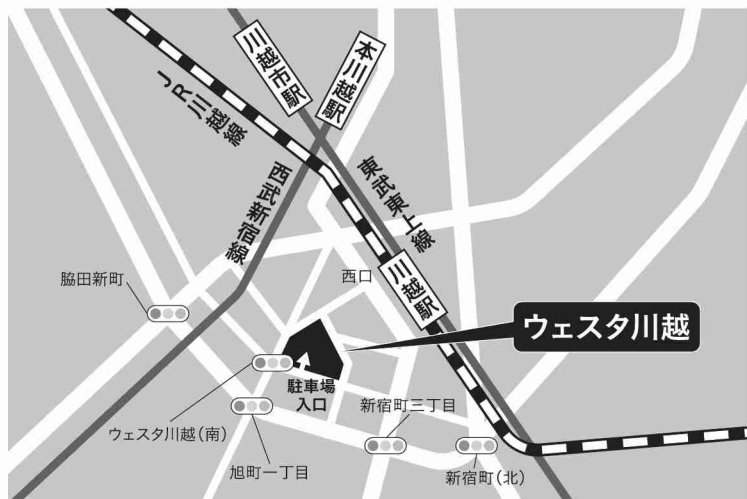 川越市駅
本川越駅
JR川越線
西武新宿線
東武東上線
西口
川越駅
脇田新町
ウェスタ川越
駐車場
入口
新宿町三丁目
ウェスタ川越(南)
旭町一丁目
新宿町(北)